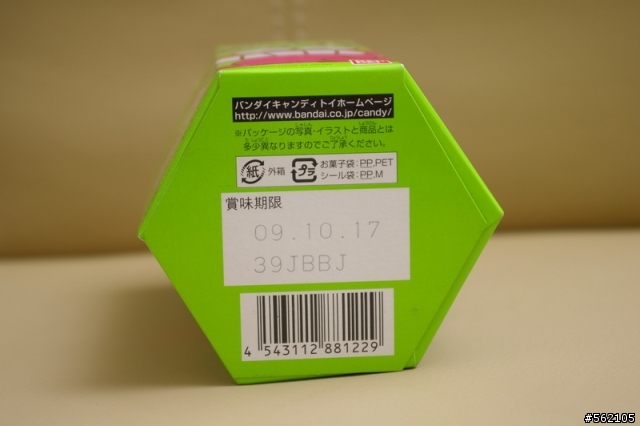 バンダイキャンディトイホームページ
http://www.bandai.co.jp/candy/
※パッケージの写真・イラストと商品とは
多少異なりますのでご了承ください。
紙 外箱 プラ お菓子袋:PP,PET
シール袋:PP,M
賞味期限
09.10.17
39JBBJ
4 543112 881229
#562105